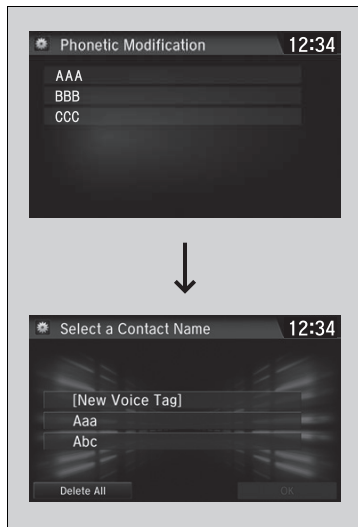 Phonetic Modification 12:34
AAA
BBB
CCC
Select a Contact Name 12:34
[New Voice Tag]
Aaa
Abc
Delete All OK